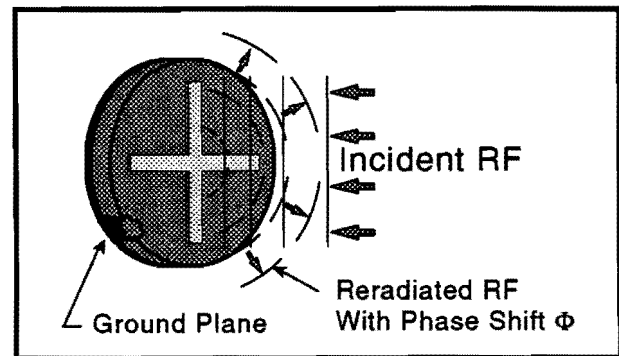 Incident RF
Reradiated RF
With Phase Shift Φ
Ground Plane